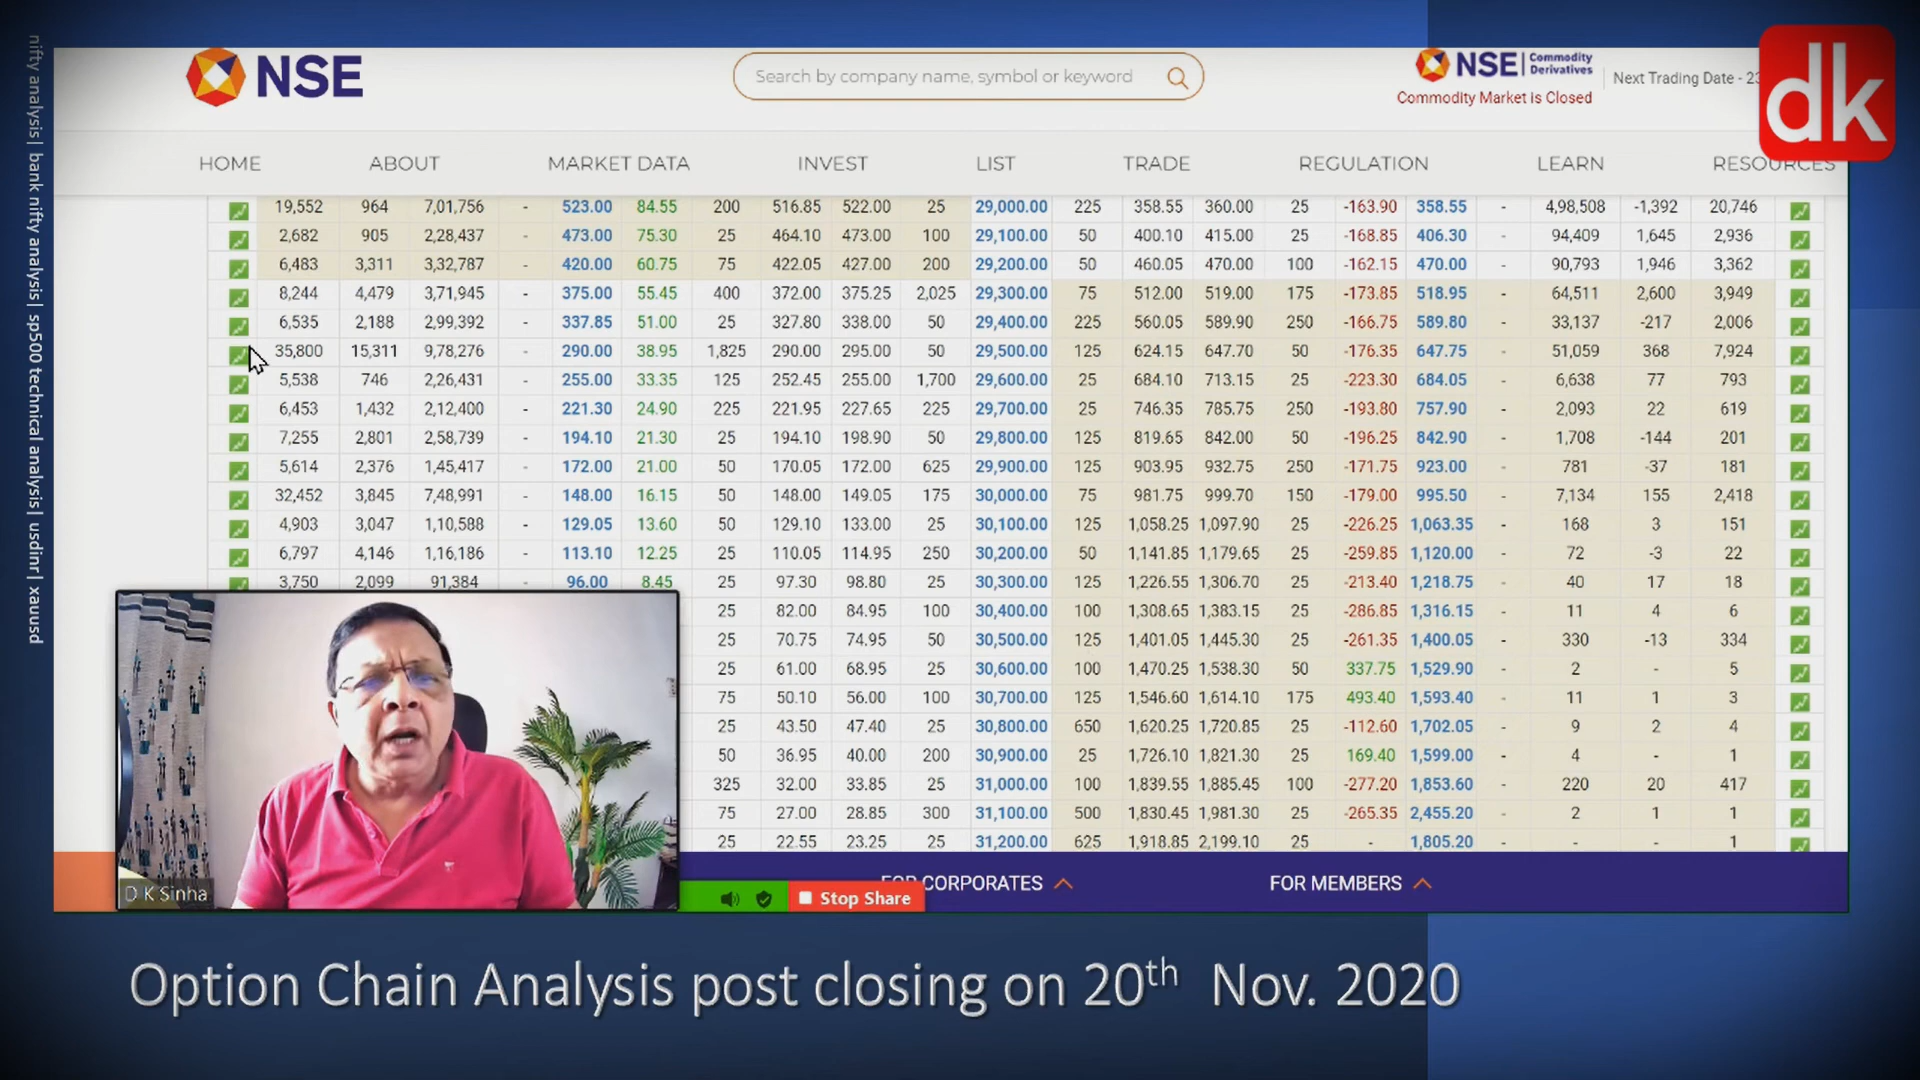 nifty analysis| bank nifty analysis| sp500 technical analysis| usdinr| xauusd
NSE
Search by company name, symbol or keyword
NSE | Commodity Derivatives
Commodity Market is Closed
Next Trading Date - 23
dk
HOME ABOUT MARKET DATA INVEST LIST TRADE REGULATION LEARN RESOURCES
19,552 964 7,01,756 - 523.00 84.55 200 516.85 522.00 25 29,000.00 225 358.55 360.00 25 -163.90 358.55 - 4,98,508 -1,392 20,746
2,682 905 2,28,437 - 473.00 75.30 25 464.10 473.00 100 29,100.00 50 400.10 415.00 25 -168.85 406.30 - 94,409 1,645 2,936
6,483 3,311 3,32,787 - 420.00 60.75 75 422.05 427.00 200 29,200.00 50 460.05 470.00 100 -162.15 470.00 - 90,793 1,946 3,362
8,244 4,479 3,71,945 - 375.00 55.45 400 372.00 375.25 2,025 29,300.00 75 512.00 519.00 175 -173.85 518.95 - 64,511 2,600 3,949
6,535 2,188 2,99,392 - 337.85 51.00 25 327.80 338.00 50 29,400.00 225 560.05 589.90 250 -166.75 589.80 - 33,137 -217 2,006
35,800 15,311 9,78,276 - 290.00 38.95 1,825 290.00 295.00 50 29,500.00 125 624.15 647.70 50 -176.35 647.75 - 51,059 368 7,924
5,538 746 2,26,431 - 255.00 33.35 125 252.45 255.00 1,700 29,600.00 25 684.10 713.15 25 -223.30 684.05 - 6,638 77 793
6,453 1,432 2,12,400 - 221.30 24.90 225 221.95 227.65 225 29,700.00 25 746.35 785.75 250 -193.80 757.90 - 2,093 22 619
7,255 2,801 2,58,739 - 194.10 21.30 25 194.10 198.90 50 29,800.00 125 819.65 842.00 50 -196.25 842.90 - 1,708 -144 201
5,614 2,376 1,45,417 - 172.00 21.00 50 170.05 172.00 625 29,900.00 125 903.95 932.75 250 -171.75 923.00 - 781 -37 181
32,452 3,845 7,48,991 - 148.00 16.15 50 148.00 149.05 175 30,000.00 75 981.75 999.70 150 -179.00 995.50 - 7,134 155 2,418
4,903 3,047 1,10,588 - 129.05 13.60 50 129.10 133.00 25 30,100.00 125 1,058.25 1,097.90 25 -226.25 1,063.35 - 168 3 151
6,797 4,146 1,16,186 - 113.10 12.25 25 110.05 114.95 250 30,200.00 50 1,141.85 1,179.65 25 -259.85 1,120.00 - 72 -3 22
3,750 2,099 91,384 - 96.00 8.45 25 97.30 98.80 25 30,300.00 125 1,226.55 1,306.70 25 -213.40 1,218.75 - 40 17 18
25 82.00 84.95 100 30,400.00 100 1,308.65 1,383.15 25 -286.85 1,316.15 - 11 4 6
25 70.75 74.95 50 30,500.00 125 1,401.05 1,445.30 25 -261.35 1,400.05 - 330 -13 334
25 61.00 68.95 25 30,600.00 100 1,470.25 1,538.30 50 337.75 1,529.90 - 2 - 5
75 50.10 56.00 100 30,700.00 125 1,546.60 1,614.10 175 493.40 1,593.40 - 11 1 3
25 43.50 47.40 25 30,800.00 650 1,620.25 1,720.85 25 -112.60 1,702.05 - 9 2 4
50 36.95 40.00 200 30,900.00 25 1,726.10 1,821.30 25 169.40 1,599.00 - 4 - 1
325 32.00 33.85 25 31,000.00 100 1,839.55 1,885.45 100 -277.20 1,853.60 - 220 20 417
75 27.00 28.85 300 31,100.00 500 1,830.45 1,981.30 25 -265.35 2,455.20 - 2 1 1
25 22.55 23.25 25 31,200.00 625 1,918.85 2,199.10 25 - 1,805.20 - - - 1
D K Sinha
Stop Share
FOR CORPORATES FOR MEMBERS
Option Chain Analysis post closing on 20th Nov. 2020